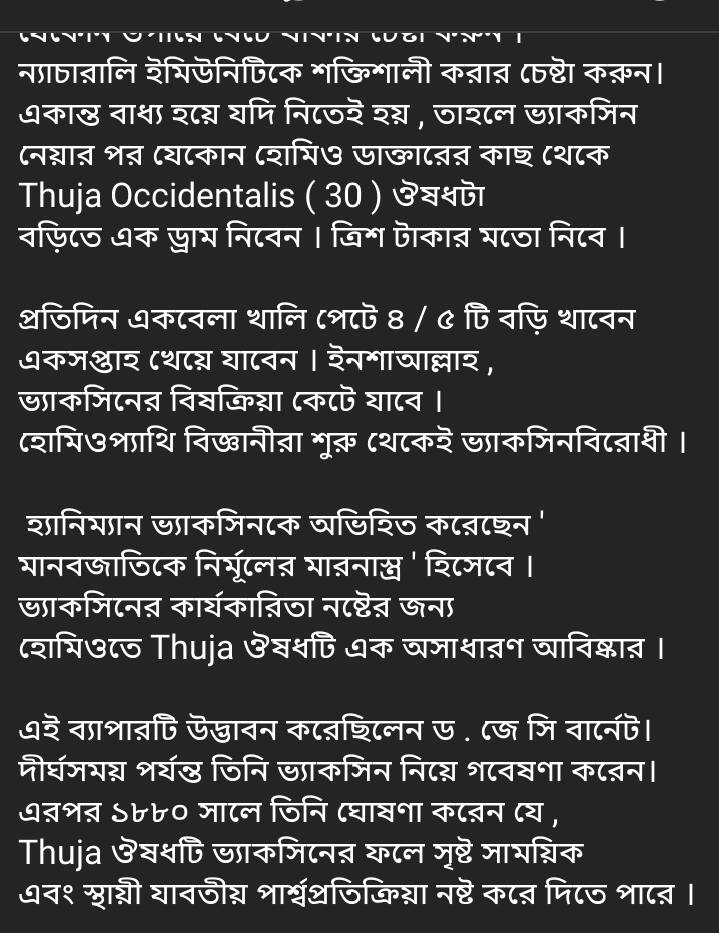 যেকোন উপায়ে বেঁচে থাকার চেষ্টা করুন ।
ন্যাচারালি ইমিউনিটিকে শক্তিশালী করার চেষ্টা করুন।
একান্ত বাধ্য হয়ে যদি নিতেই হয় , তাহলে ভ্যাকসিন
নেয়ার পর যেকোন হোমিও ডাক্তারের কাছ থেকে
Thuja Occidentalis ( 30 ) ঔষধটা
বড়িতে এক ড্রাম নিবেন । ত্রিশ টাকার মতো নিবে ।
প্রতিদিন একবেলা খালি পেটে ৪ / ৫ টি বড়ি খাবেন
একসপ্তাহ খেয়ে যাবেন । ইনশাআল্লাহ ,
ভ্যাকসিনের বিষক্রিয়া কেটে যাবে ।
হোমিওপ্যাথি বিজ্ঞানীরা শুরু থেকেই ভ্যাকসিনবিরোধী ।
হ্যানিম্যান ভ্যাকসিনকে অভিহিত করেছেন '
মানবজাতিকে নির্মূলের মারনাস্ত্র ' হিসেবে ।
ভ্যাকসিনের কার্যকারিতা নষ্টের জন্য
হোমিওতে Thuja ঔষধটি এক অসাধারণ আবিষ্কার ।
এই ব্যাপারটি উদ্ভাবন করেছিলেন ড . জে সি বার্নেট।
দীর্ঘসময় পর্যন্ত তিনি ভ্যাকসিন নিয়ে গবেষণা করেন।
এরপর ১৮৮০ সালে তিনি ঘোষণা করেন যে ,
Thuja ঔষধটি ভ্যাকসিনের ফলে সৃষ্ট সাময়িক
এবং স্থায়ী যাবতীয় পার্শ্বপ্রতিক্রিয়া নষ্ট করে দিতে পারে ।